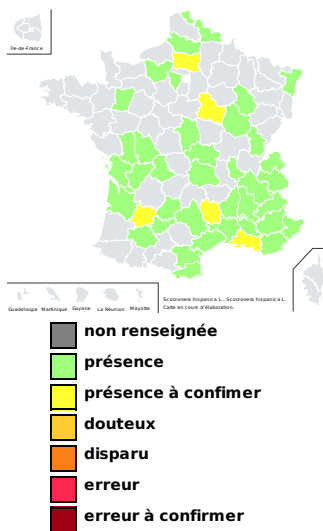 Île-de-France
Guadeloupe Martinique Guyane La Réunion Mayotte
Scorzonera hispanica L., Scorzonera hispanica L.
Carte en cours d'élaboration.
non renseignée
présence
présence à confimer
douteux
disparu
erreur
erreur à confirmer